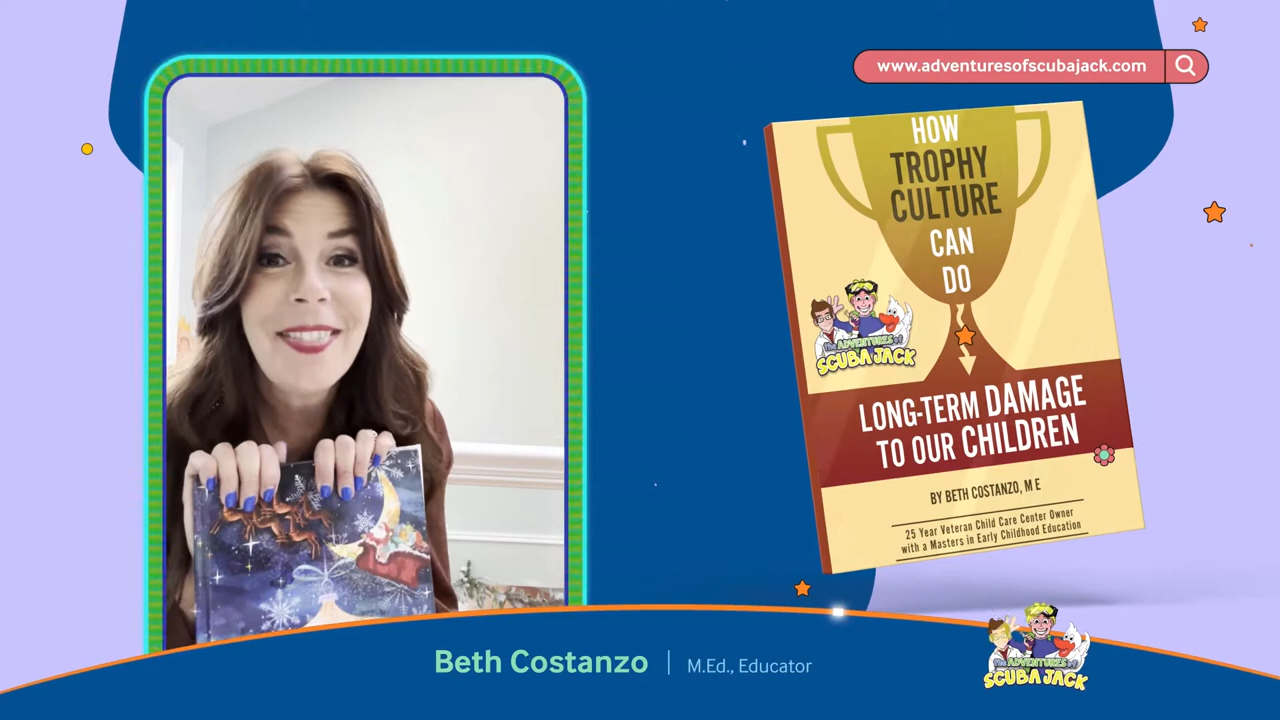 www.adventuresofscubajack.com
HOW
TROPHY
CULTURE
CAN
DO
The ADVENTURES of
SCUBA JACK
LONG-TERM DAMAGE
TO OUR CHILDREN
BY BETH COSTANZO, M E
25 Year Veteran Child Care Center Owner
with a Masters in Early Childhood Education
Beth Costanzo | M.Ed., Educator
The ADVENTURES of
SCUBA JACK